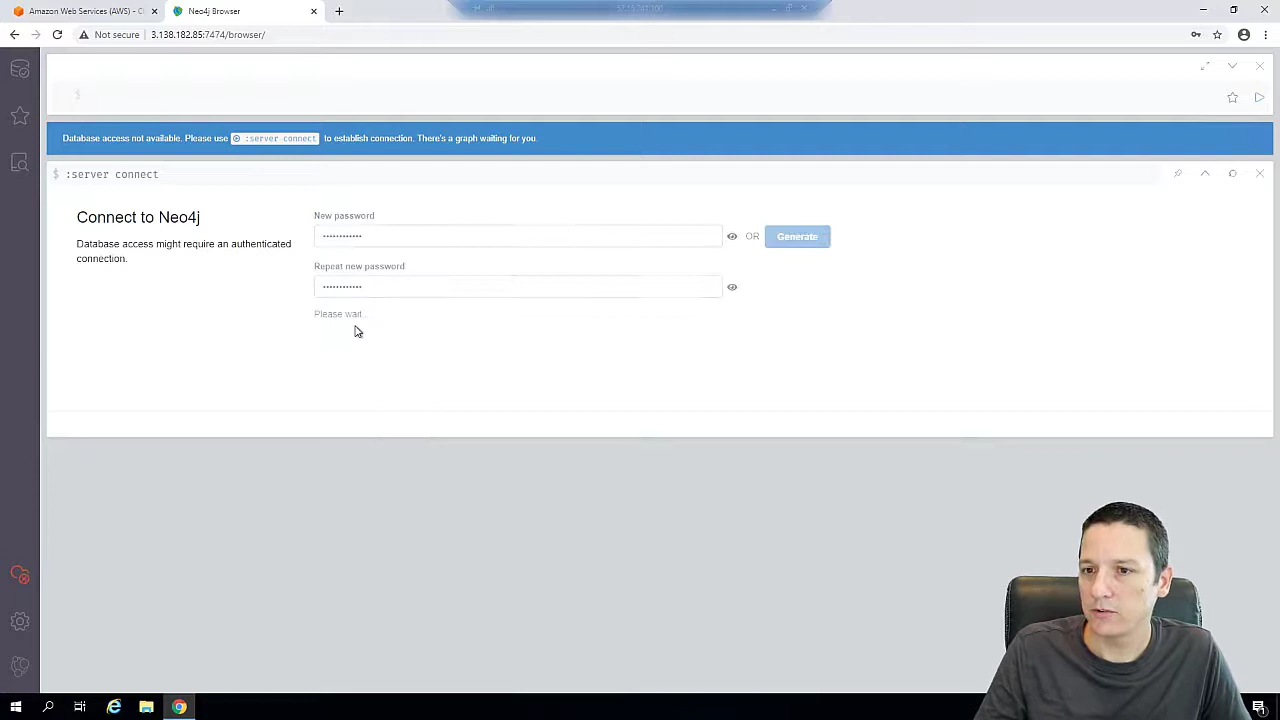 Amazon Web Services (AWS) - Cl
Neo4j Browser
Not secure
3.138.182.85:7474/browser/
$
Database access not available. Please use :server connect to establish connection. There's a graph waiting for you.
$ :server connect
Connect to Neo4j
Database access might require an authenticated
connection.
New password
OR
Generate
Repeat new password
Please wait...